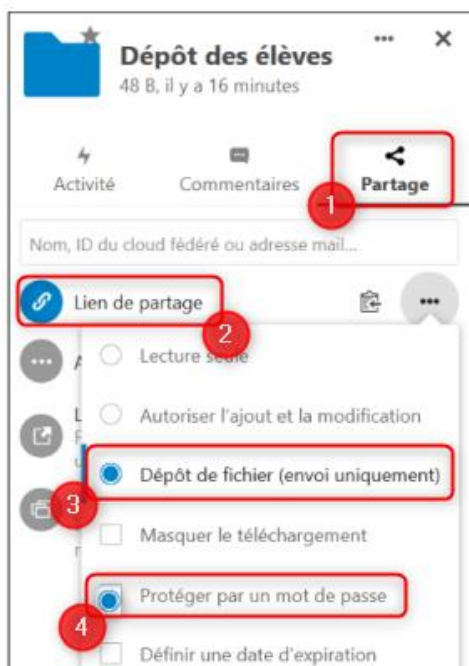 Dépôt des élèves
48 B, il y a 16 minutes
Activité
Commentaires
Partage
1
Nom, ID du cloud fédéré ou adresse mail...
Lien de partage
2
Lecture seule
Autoriser l'ajout et la modification
Dépôt de fichier (envoi uniquement)
3
Masquer le téléchargement
Protéger par un mot de passe
4
Définir une date d'expiration